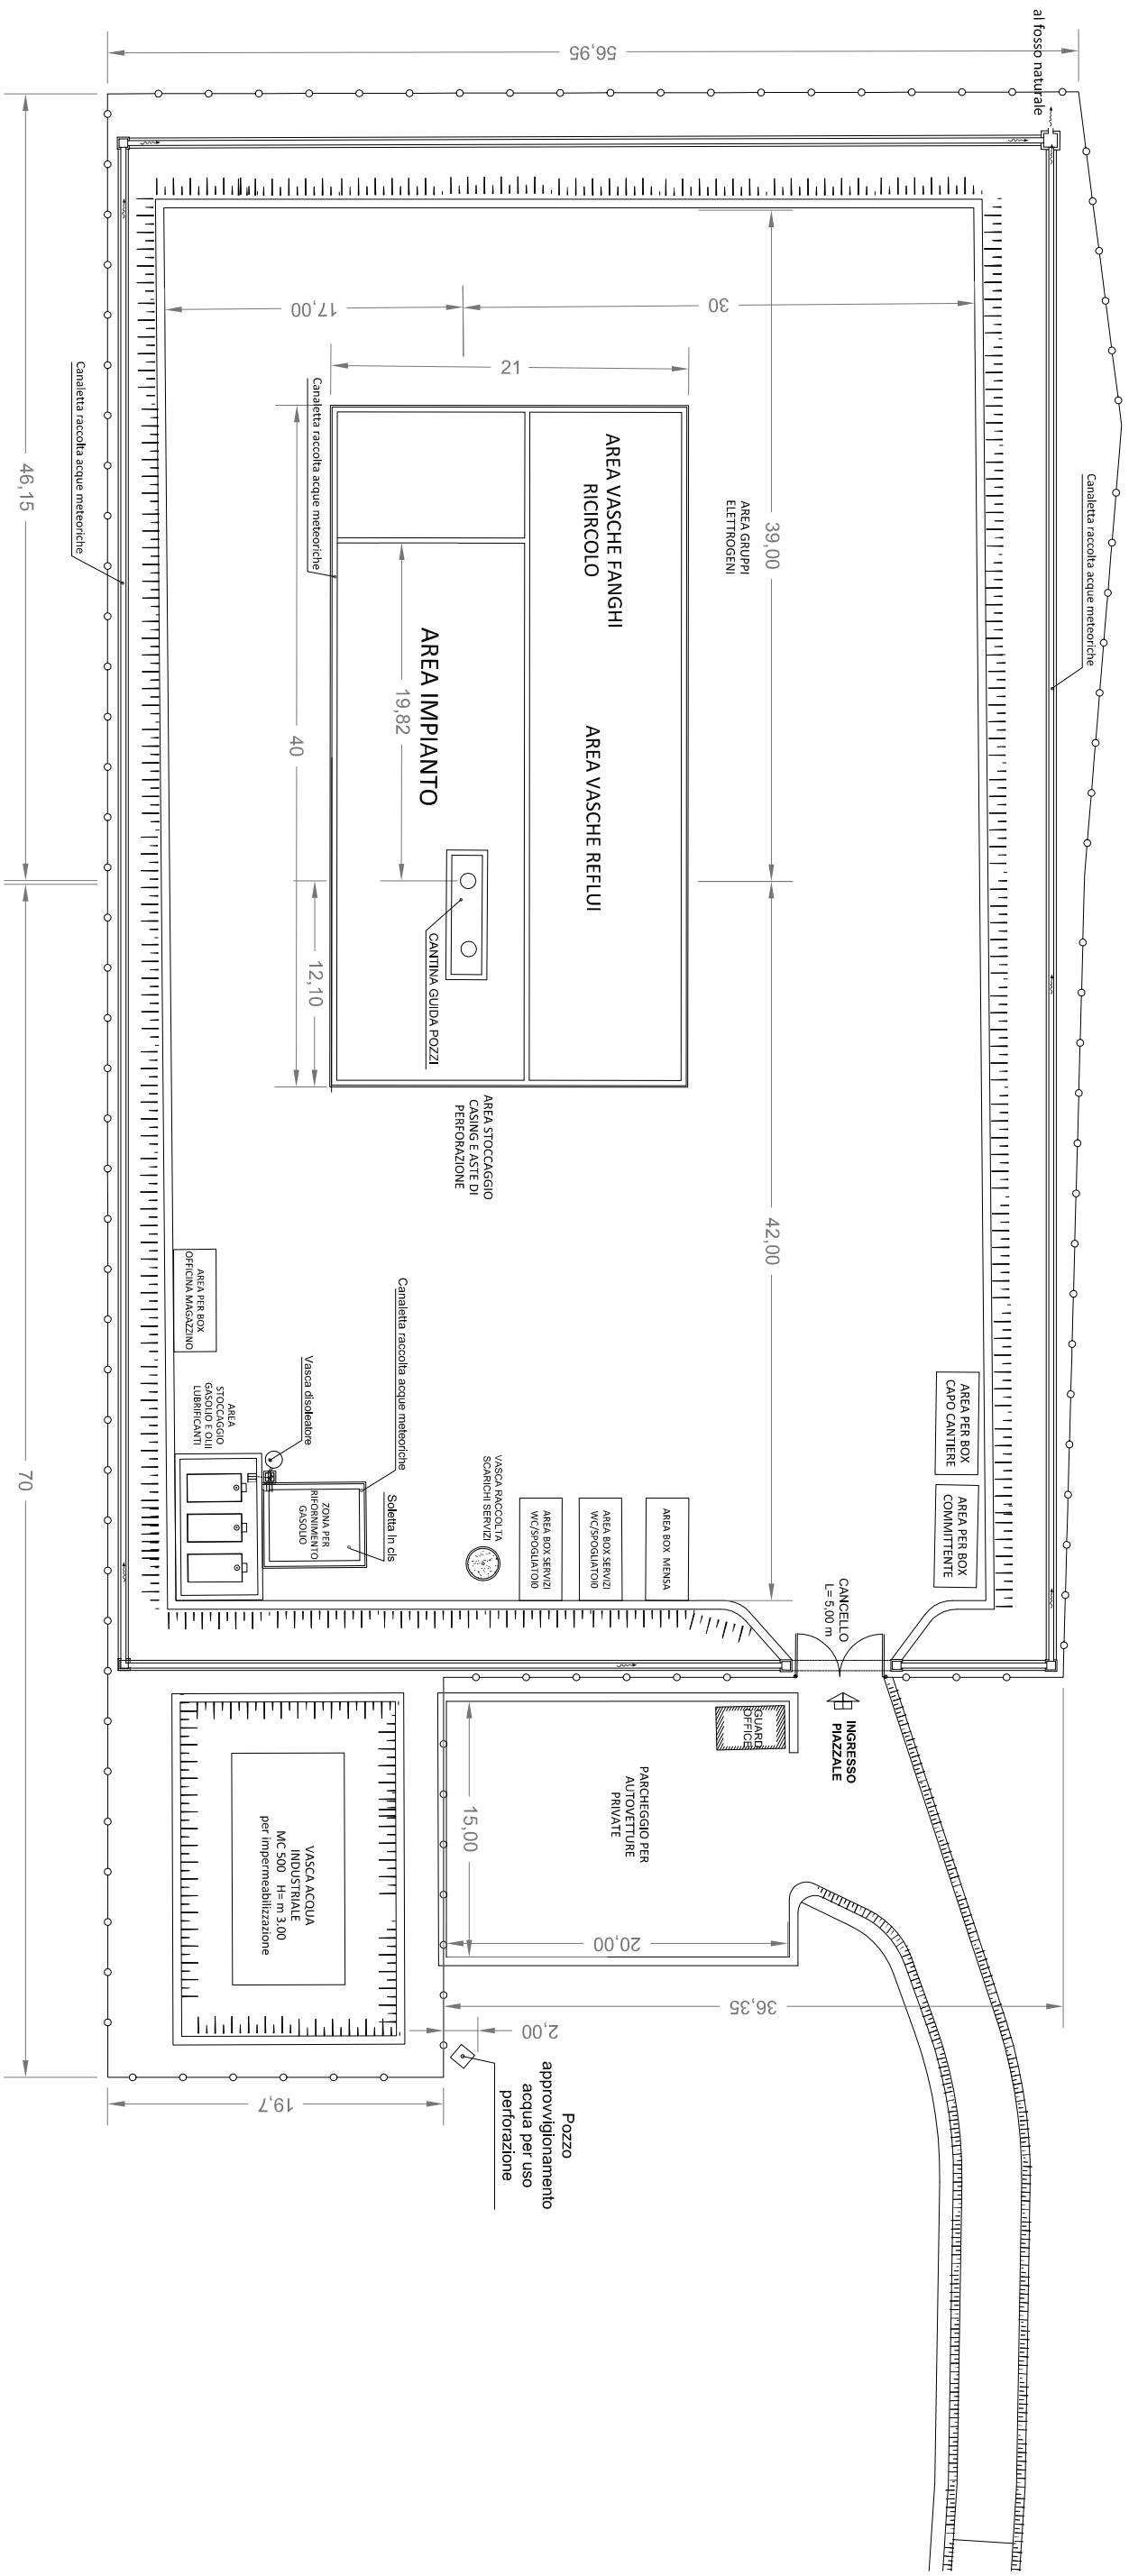 al fosso naturale
56,95
Canaletta raccolta acque meteoriche
17,00
30
39,00
21
Canaletta raccolta acque meteoriche
46,15
Canaletta raccolta acque meteoriche
AREA GRUPPI
ELETTROGENI
AREA VASCHE FANGHI
RICIRCOLO
AREA VASCHE REFLUI
AREA IMPIANTO
19,82
40
12,10
CANTINA GUIDA POZZI
42,00
AREA STOCCAGGIO
CASING E ASTE DI
PERFORAZIONE
AREA PER BOX
OFFICINA MAGAZZINO
AREA
STOCCAGGIO
GASOLIO E OLII
LUBRIFICANTI
Vasca disoleatore
Canaletta raccolta acque meteoriche
Soletta in cls
ZONA PER
RIFORNIMENTO
GASOLIO
VASCA RACCOLTA
SCARICHI SERVIZI
AREA BOX SERVIZI
WC/SPOGLIATOIO
AREA BOX SERVIZI
WC/SPOGLIATOIO
AREA BOX MENSA
AREA PER BOX
CAPO CANTIERE
AREA PER BOX
COMMITTENTE
CANCELLO
L= 5,00 m
INGRESSO
PIAZZALE
GUARD
OFFICE
PARCHEGGIO PER
AUTOVETTURE
PRIVATE
15,00
20,00
36,35
2,00
19,7
70
VASCA ACQUA
INDUSTRIALE
MC 500 H= m 3.00
per impermeabilizzazione
Pozzo
approvvigionamento
acqua per uso
perforazione